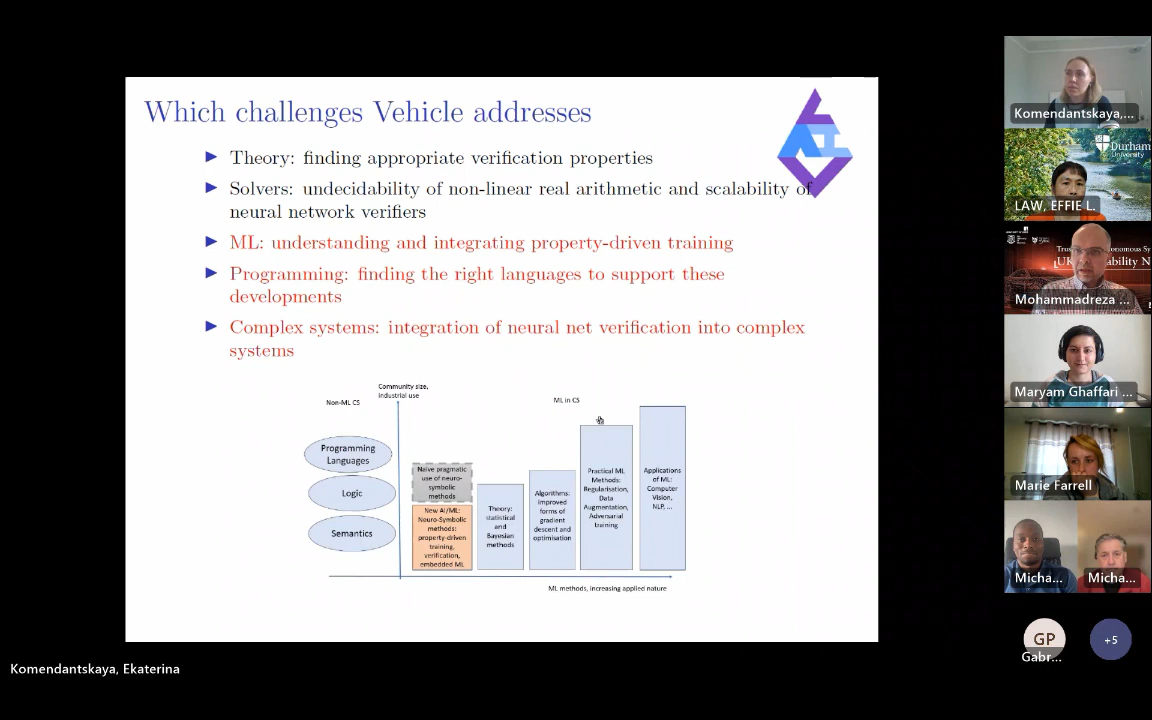 Which challenges Vehicle addresses
Theory: finding appropriate verification properties
Solvers: undecidability of non-linear real arithmetic and scalability of
neural network verifiers
ML: understanding and integrating property-driven training
Programming: finding the right languages to support these
developments
Complex systems: integration of neural net verification into complex
systems
Community size,
industrial use
Non-ML CS
ML in CS
Programming
Languages
Logic
Semantics
Naive pragmatic
use of neuro-
symbolic
methods
New AI/ML:
Neuro-Symbolic
methods:
property-driven
training,
verification,
embedded ML
Theory:
statistical
and
Bayesian
methods
Algorithms:
improved
forms of
gradient
descent and
optimisation
Practical ML
Methods:
Regularisation,
Data
Augmentation,
Adversarial
training
Applications
of ML:
Computer
Vision,
NLP, ...
ML methods, increasing applied nature
Komendantskaya, Ekaterina
Komendantskaya,...
Durham
University
LAW, EFFIE L.
Mohammadreza ...
Maryam Ghaffari ...
Marie Farrell
Micha...
Micha...
GP
Gabr...
+5